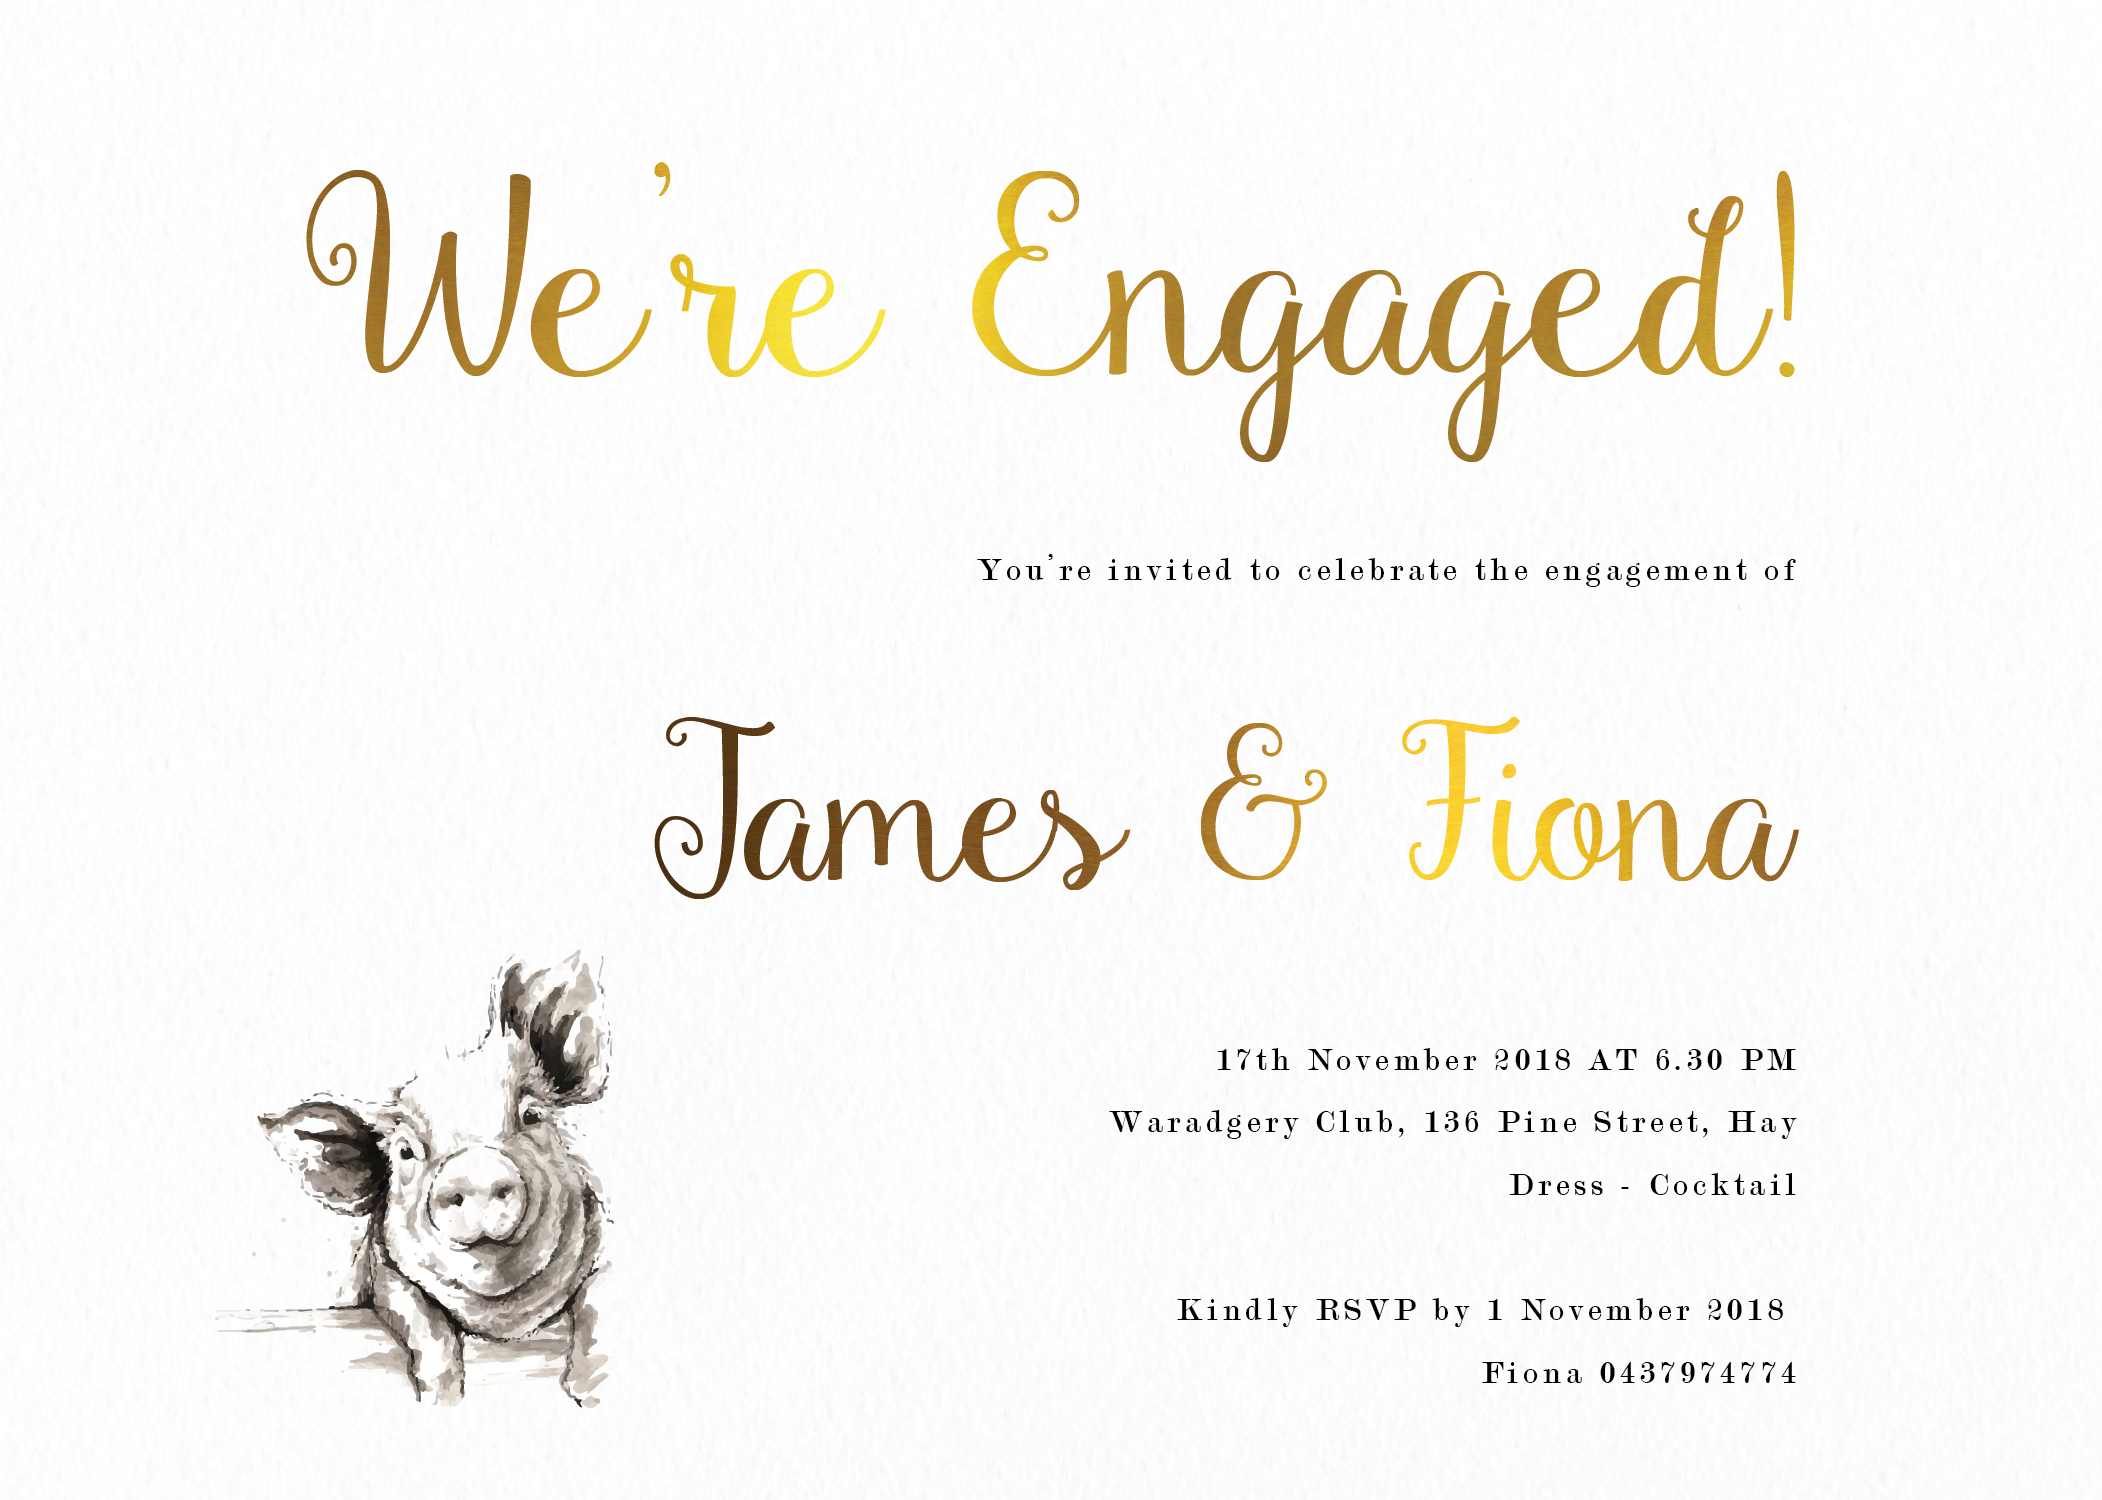 We're Engaged!
You're invited to celebrate the engagement of
James & Fiona
17th November 2018 AT 6.30 PM
Waradgery Club, 136 Pine Street, Hay
Dress - Cocktail
Kindly RSVP by 1 November 2018
Fiona 0437974774